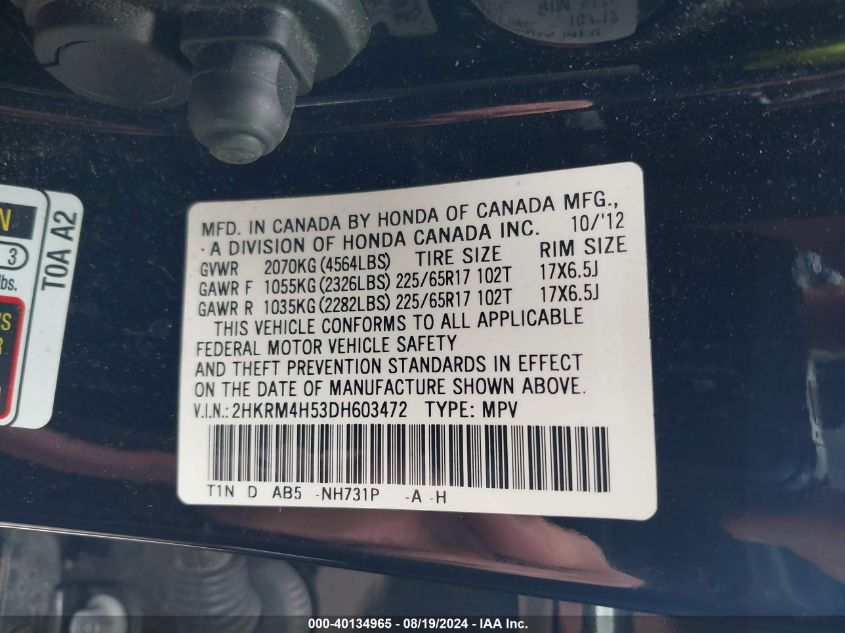 MFD. IN CANADA BY HONDA OF CANADA MFG.,
·A DIVISION OF HONDA CANADA INC. 10/'12
GVWR 2070KG(4564LBS) TIRE SIZE RIM SIZE
GAWR F 1055KG(2326LBS) 225/65R17 102T 17X6.5J
GAWR R 1035KG(2282LBS) 225/65R17 102T 17X6.5J
THIS VEHICLE CONFORMS TO ALL APPLICABLE
FEDERAL MOTOR VEHICLE SAFETY
AND THEFT PREVENTION STANDARDS IN EFFECT
ON THE DATE OF MANUFACTURE SHOWN ABOVE.
V.I.N.: 2HKRM4H53DH603472 TYPE: MPV
T1N D AB5 -NH731P -A -H
N
3
lbs.
T0A A2
000-40134965 - 08/19/2024 - IAA Inc.